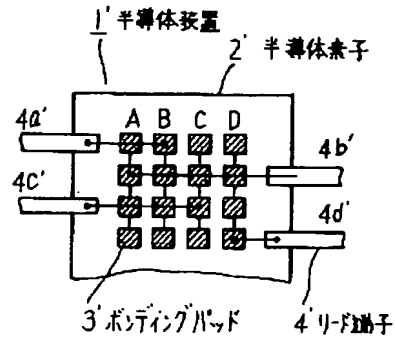 1' 半導体装置
2' 半導体素子
A B C D
4a'
4b'
4c'
4d'
3' ボンディングパッド
4' リード端子